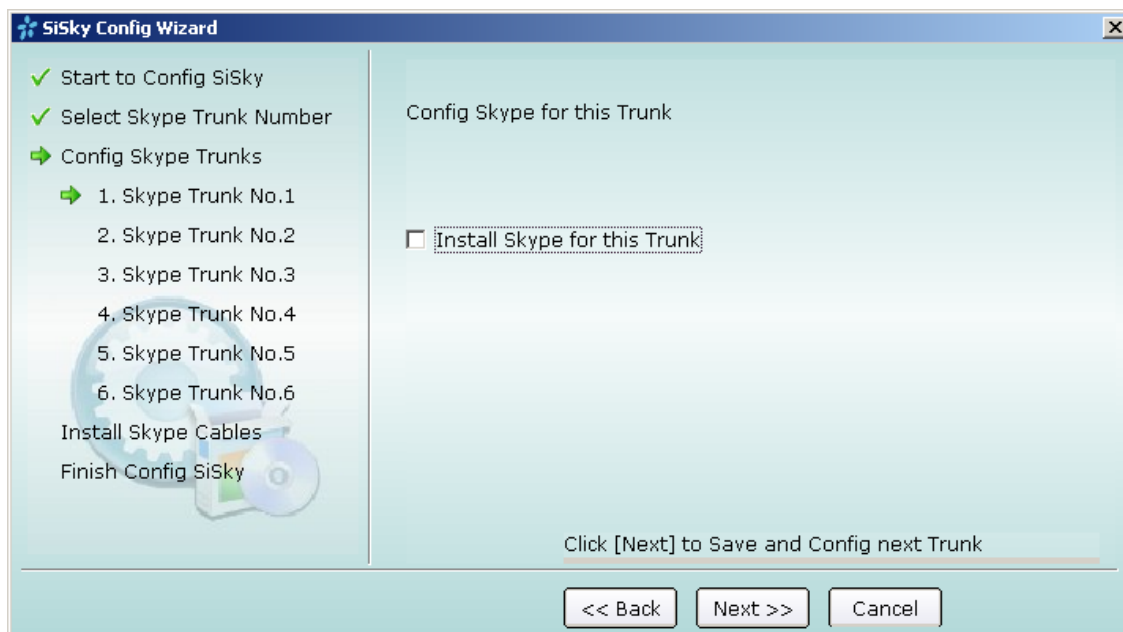 SiSky Config Wizard
Start to Config SiSky
Select Skype Trunk Number
Config Skype Trunks
1. Skype Trunk No.1
2. Skype Trunk No.2
3. Skype Trunk No.3
4. Skype Trunk No.4
5. Skype Trunk No.5
6. Skype Trunk No.6
Install Skype Cables
Finish Config SiSky
Config Skype for this Trunk
Install Skype for this Trunk
Click [Next] to Save and Config next Trunk
<< Back
Next >>
Cancel